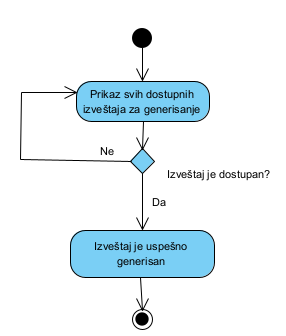 Prikaz svih dostupnih
izveštaja za generisanje
Ne
Izveštaj je dostupan?
Da
Izveštaj je uspešno
generisan